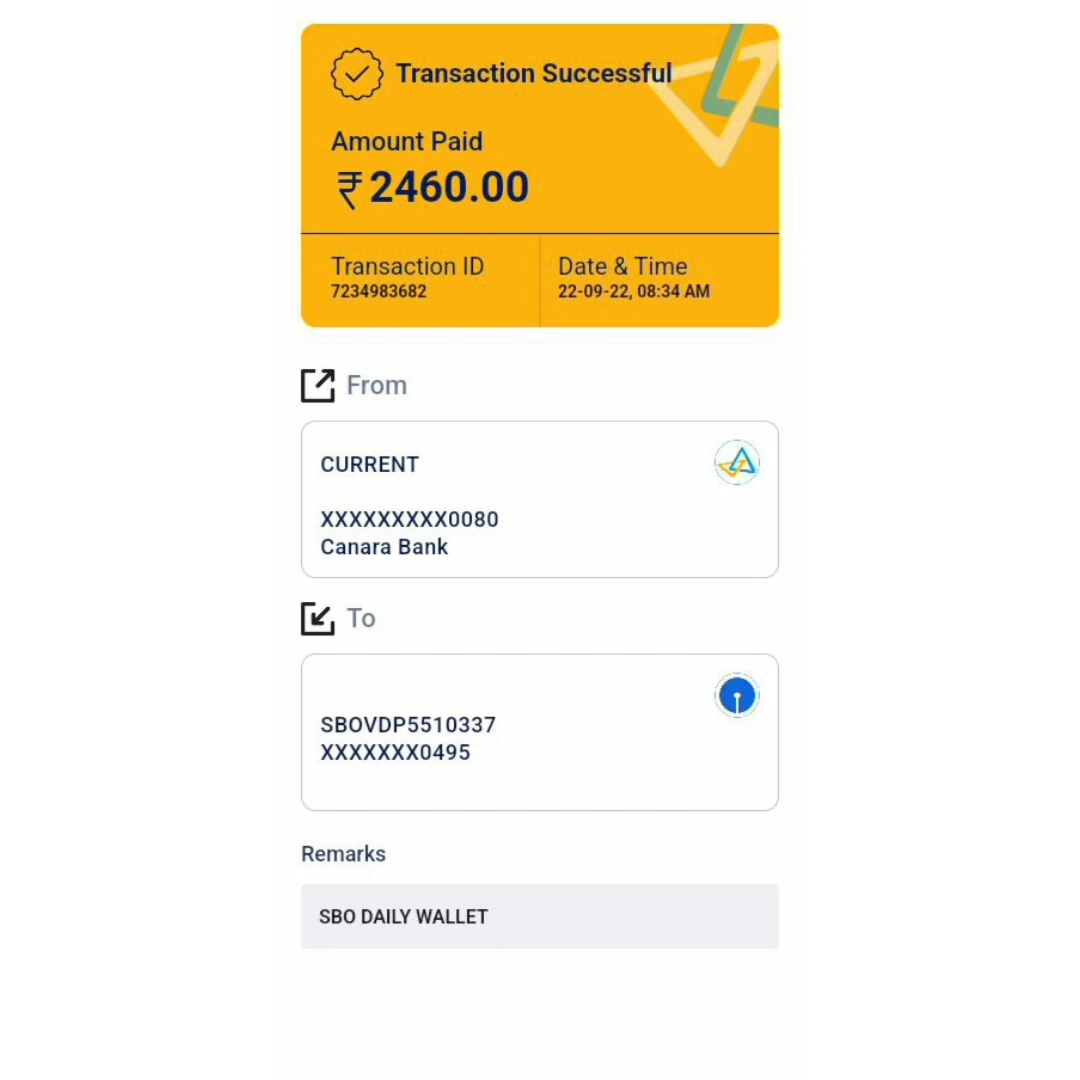 Transaction Successful
Amount Paid
₹2460.00
Transaction ID
7234983682
Date & Time
22-09-22, 08:34 AM
From
CURRENT
XXXXXXXXX0080
Canara Bank
To
SBOVDP5510337
XXXXXXX0495
Remarks
SBO DAILY WALLET